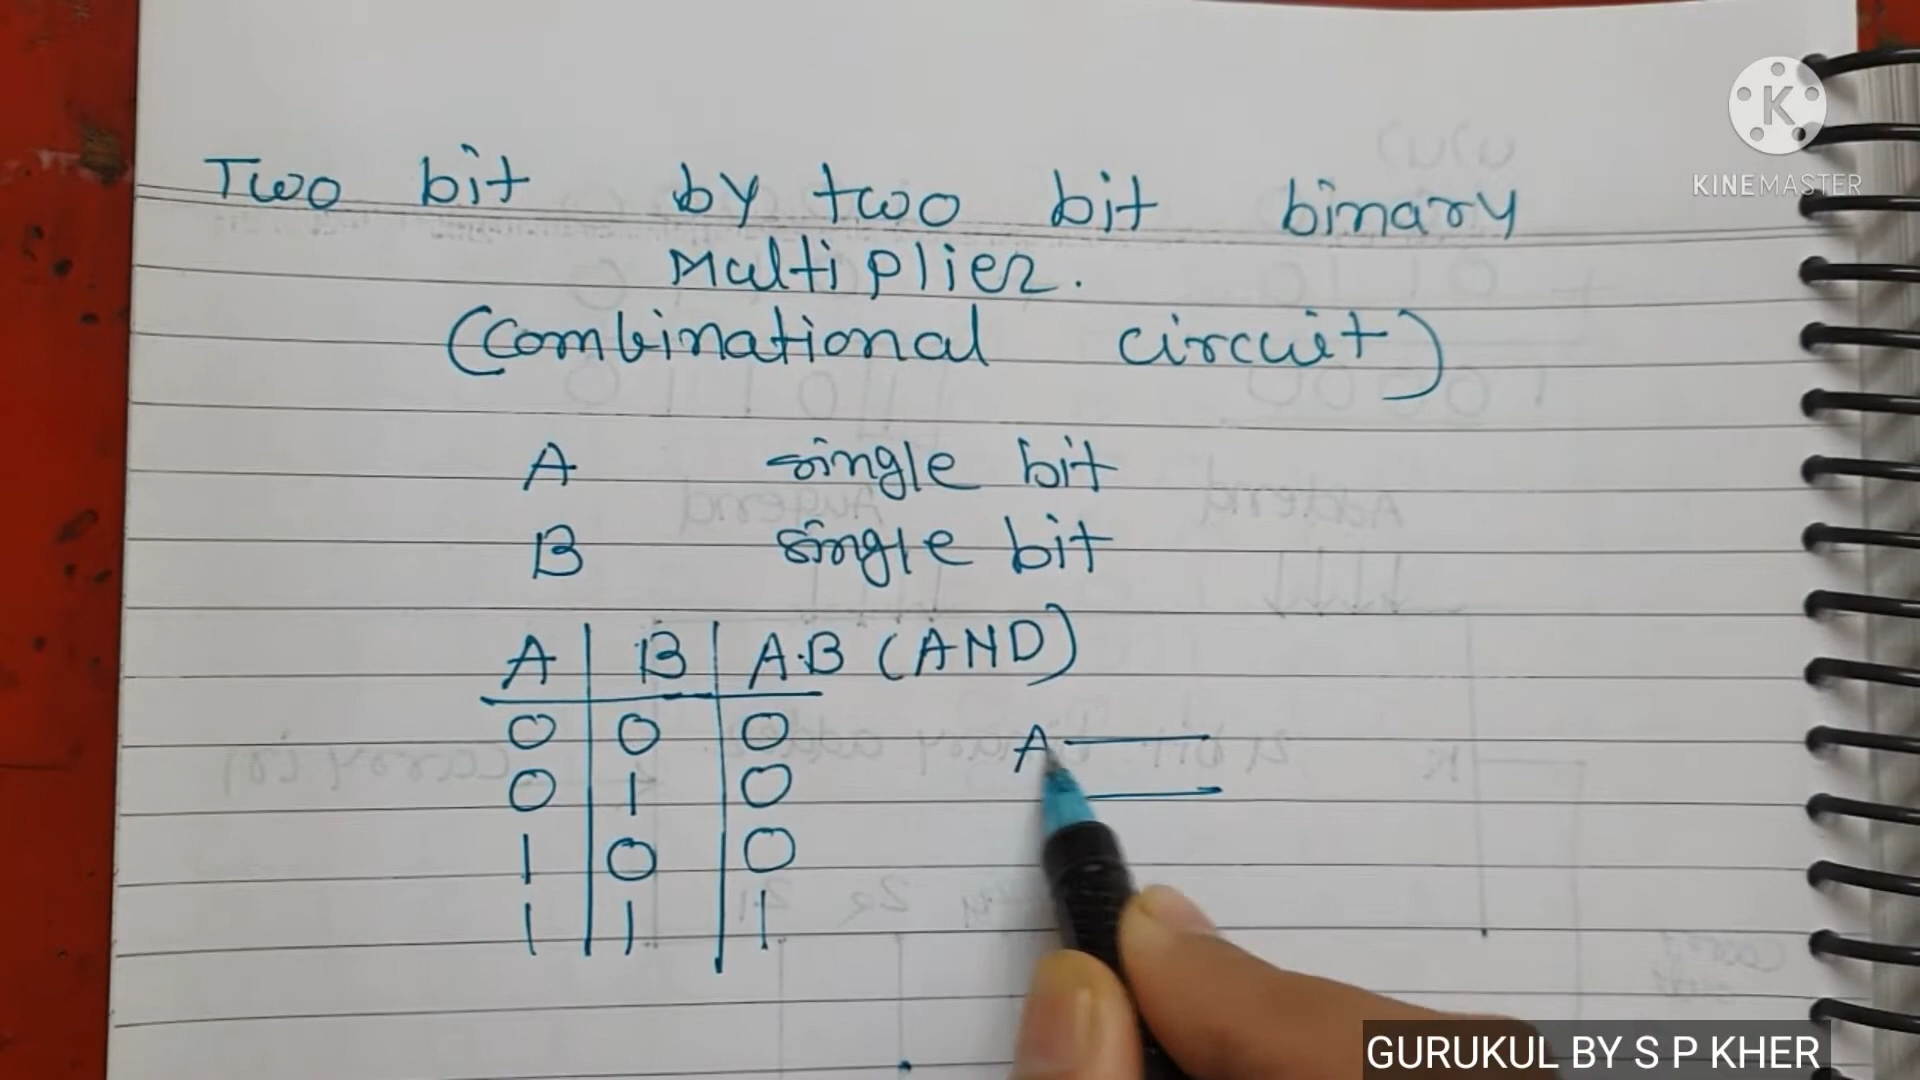 Two bit by two bit binary
Multiplier.
(Combinational circuit)
A single bit
B single bit
A B A.B (AND)
0 0 0
0 1 0
1 0 0
1 1 1
A
K
KINEMASTER
GURUKUL BY S P KHER